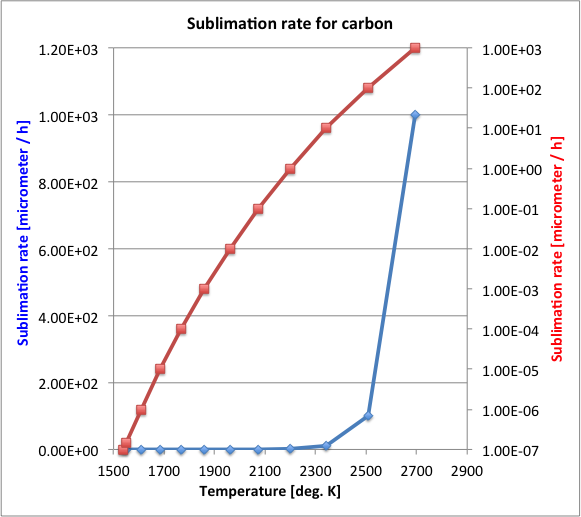 Sublimation rate for carbon
1.20E+03
1.00E+03
8.00E+02
6.00E+02
4.00E+02
2.00E+02
0.00E+00
Sublimation rate [micrometer / h]
1.00E+03
1.00E+02
1.00E+01
1.00E+00
1.00E-01
1.00E-02
1.00E-03
1.00E-04
1.00E-05
1.00E-06
1.00E-07
Sublimation rate [micrometer / h]
1500 1700 1900 2100 2300 2500 2700 2900
Temperature [deg. K]